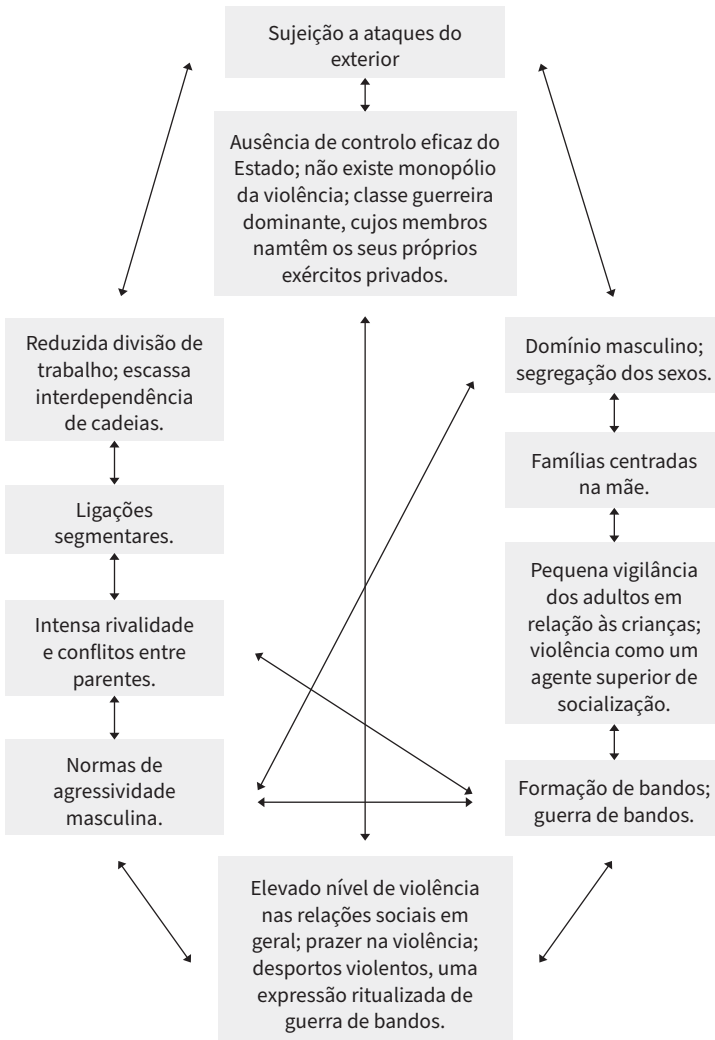 Sujeição a ataques do
exterior
Ausência de controlo eficaz do
Estado; não existe monopólio
da violência; classe guerreira
dominante, cujos membros
namtêm os seus próprios
exércitos privados.
Reduzida divisão de
trabalho; escassa
interdependência
de cadeias.
Ligações
segmentares.
Intensa rivalidade
e conflitos entre
parentes.
Normas de
agressividade
masculina.
Domínio masculino;
segregação dos sexos.
Famílias centradas
na mãe.
Pequena vigilância
dos adultos em
relação às crianças;
violência como um
agente superior de
socialização.
Formação de bandos;
guerra de bandos.
Elevado nível de violência
nas relações sociais em
geral; prazer na violência;
desportos violentos, uma
expressão ritualizada de
guerra de bandos.